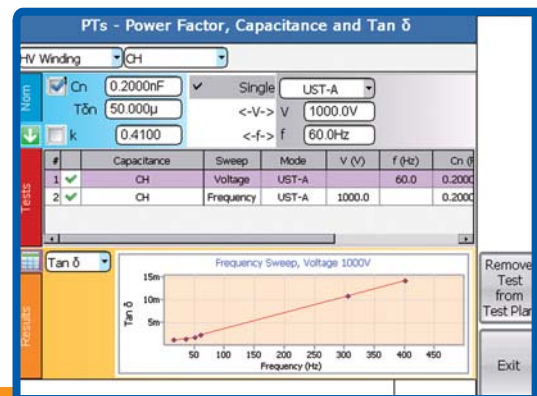 PTs - Power Factor, Capacitance and Tan δ
HV Winding CH
Nom
Cn 0.2000nF Single UST-A
Tδn 50.000µ <-V-> V 1000.0V
k 0.4100 <-f-> f 60.0Hz
Tests
# Capacitance Sweep Mode V (V) f (Hz) Cn (F
1 CH Voltage UST-A 60.0 0.200
2 CH Frequency UST-A 1000.0 0.200
Results
Tan δ
Frequency Sweep, Voltage 1000V
15m
10m
5m
Tan δ
50 100 150 200 250 300 350 400 450
Frequency (Hz)
Remove
Test
from
Test Plan
Exit